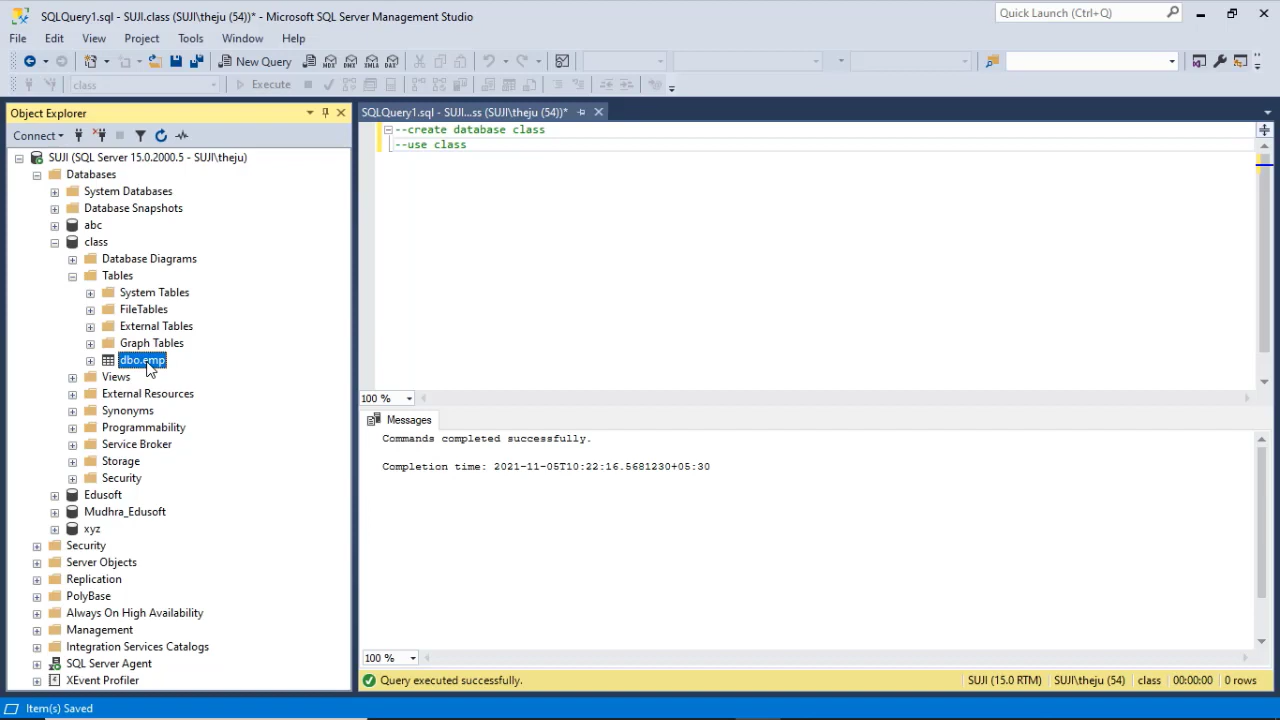 SQLQuery1.sql - SUJI.class (SUJI\theju (54))* - Microsoft SQL Server Management Studio
Quick Launch (Ctrl+Q)
File Edit View Project Tools Window Help
New Query MDX DMX XMLA DAX
class Execute
Object Explorer
Connect
SUJI (SQL Server 15.0.2000.5 - SUJI\theju)
Databases
System Databases
Database Snapshots
abc
class
Database Diagrams
Tables
System Tables
FileTables
External Tables
Graph Tables
dbo.emp
Views
External Resources
Synonyms
Programmability
Service Broker
Storage
Security
Edusoft
Mudhra_Edusoft
xyz
Security
Server Objects
Replication
PolyBase
Always On High Availability
Management
Integration Services Catalogs
SQL Server Agent
XEvent Profiler
SQLQuery1.sql - SUJI...ss (SUJI\theju (54))*
--create database class
--use class
100 %
Messages
Commands completed successfully.
Completion time: 2021-11-05T10:22:16.5681230+05:30
100 %
Query executed successfully. SUJI (15.0 RTM) SUJI\theju (54) class 00:00:00 0 rows
Item(s) Saved